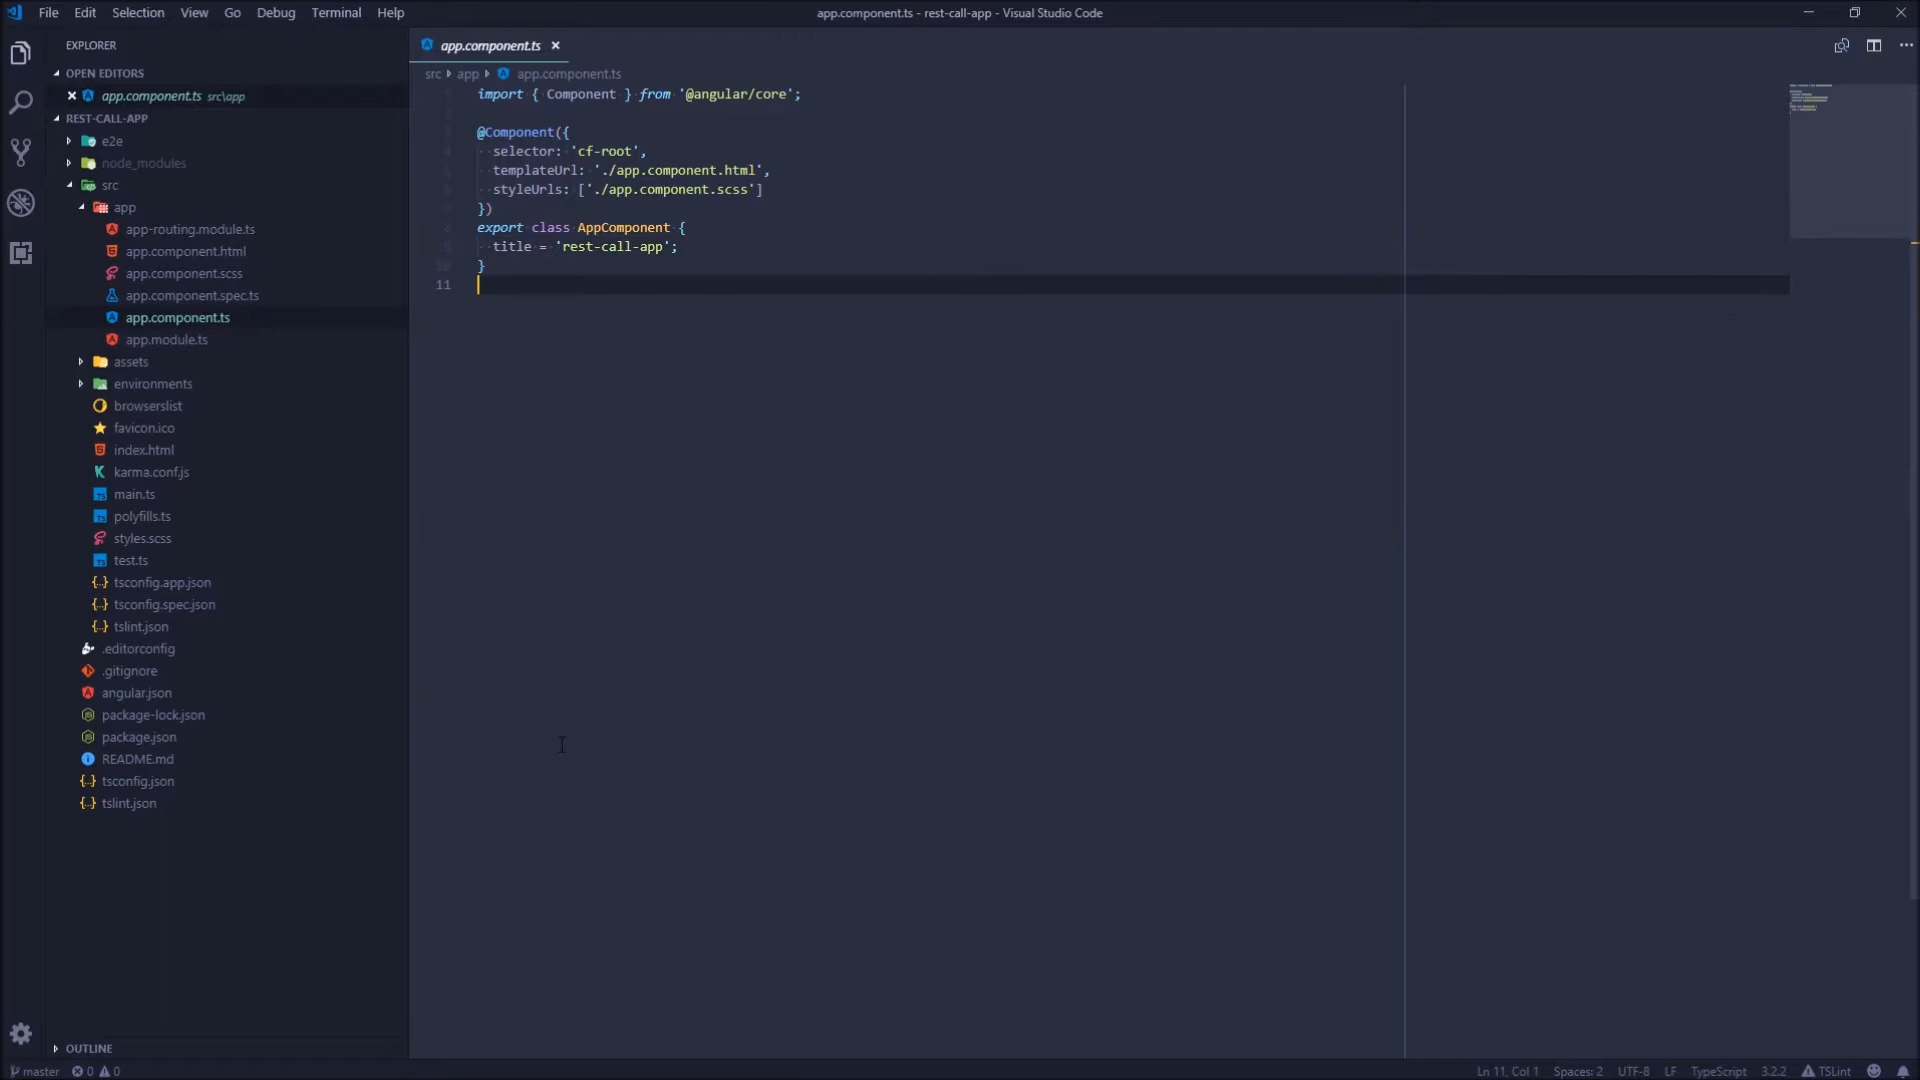 File Edit Selection View Go Debug Terminal Help
app.component.ts - rest-call-app - Visual Studio Code
EXPLORER
OPEN EDITORS
app.component.ts src\app
REST-CALL-APP
e2e
node_modules
src
app
app-routing.module.ts
app.component.html
app.component.scss
app.component.spec.ts
app.component.ts
app.module.ts
assets
environments
browserslist
favicon.ico
index.html
karma.conf.js
main.ts
polyfills.ts
styles.scss
test.ts
tsconfig.app.json
tsconfig.spec.json
tslint.json
.editorconfig
.gitignore
angular.json
package-lock.json
package.json
README.md
tsconfig.json
tslint.json
OUTLINE
app.component.ts
src app app.component.ts
import { Component } from '@angular/core';
@Component({
selector: 'cf-root',
templateUrl: './app.component.html',
styleUrls: ['./app.component.scss']
})
export class AppComponent {
title = 'rest-call-app';
10 }
11
master 0 0
Ln 11, Col 1 Spaces: 2 UTF-8 LF TypeScript 3.2.2 TSLint